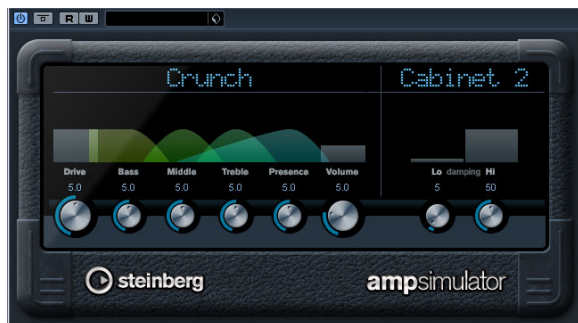 R W
Crunch Cabinet 2
Drive Bass Middle Treble Presence Volume Lo damping Hi
5.0 5.0 5.0 5.0 5.0 5.0 5 50
steinberg ampsimulator